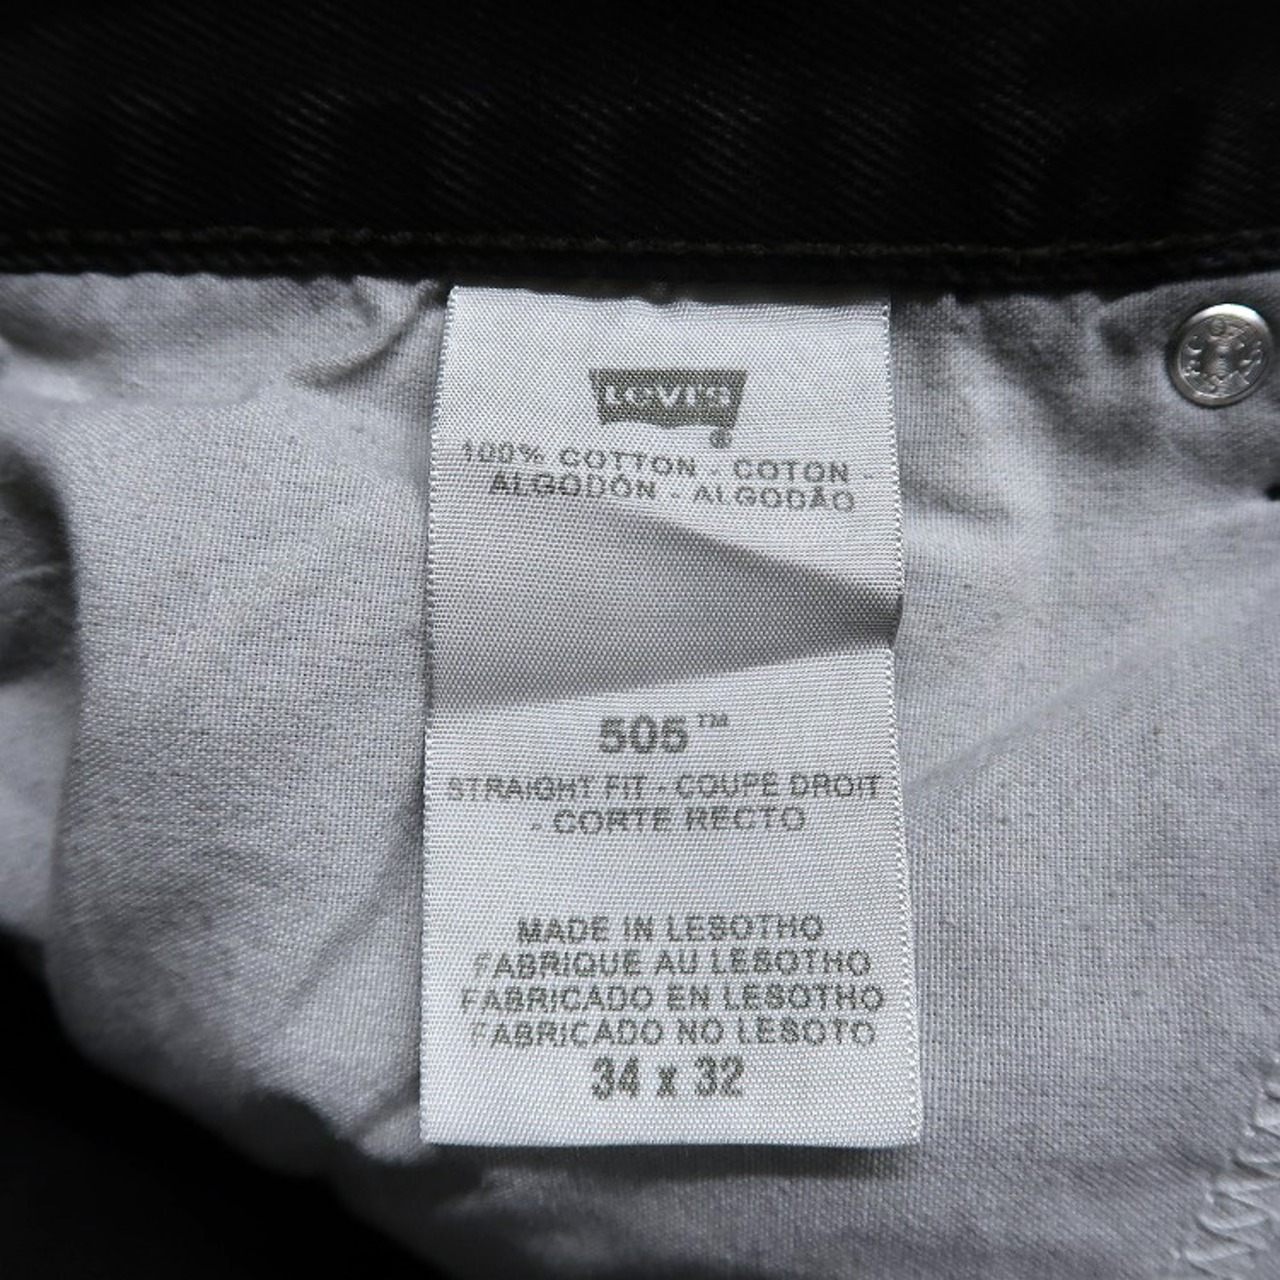 Levi's
®
100% COTTON - COTON -
ALGODÓN - ALGODÃO
505™
STRAIGHT FIT - COUPE DROIT
- CORTE RECTO
MADE IN LESOTHO
FABRIQUE AU LESOTHO
FABRICADO EN LESOTHO
FABRICADO NO LESOTO
34 x 32